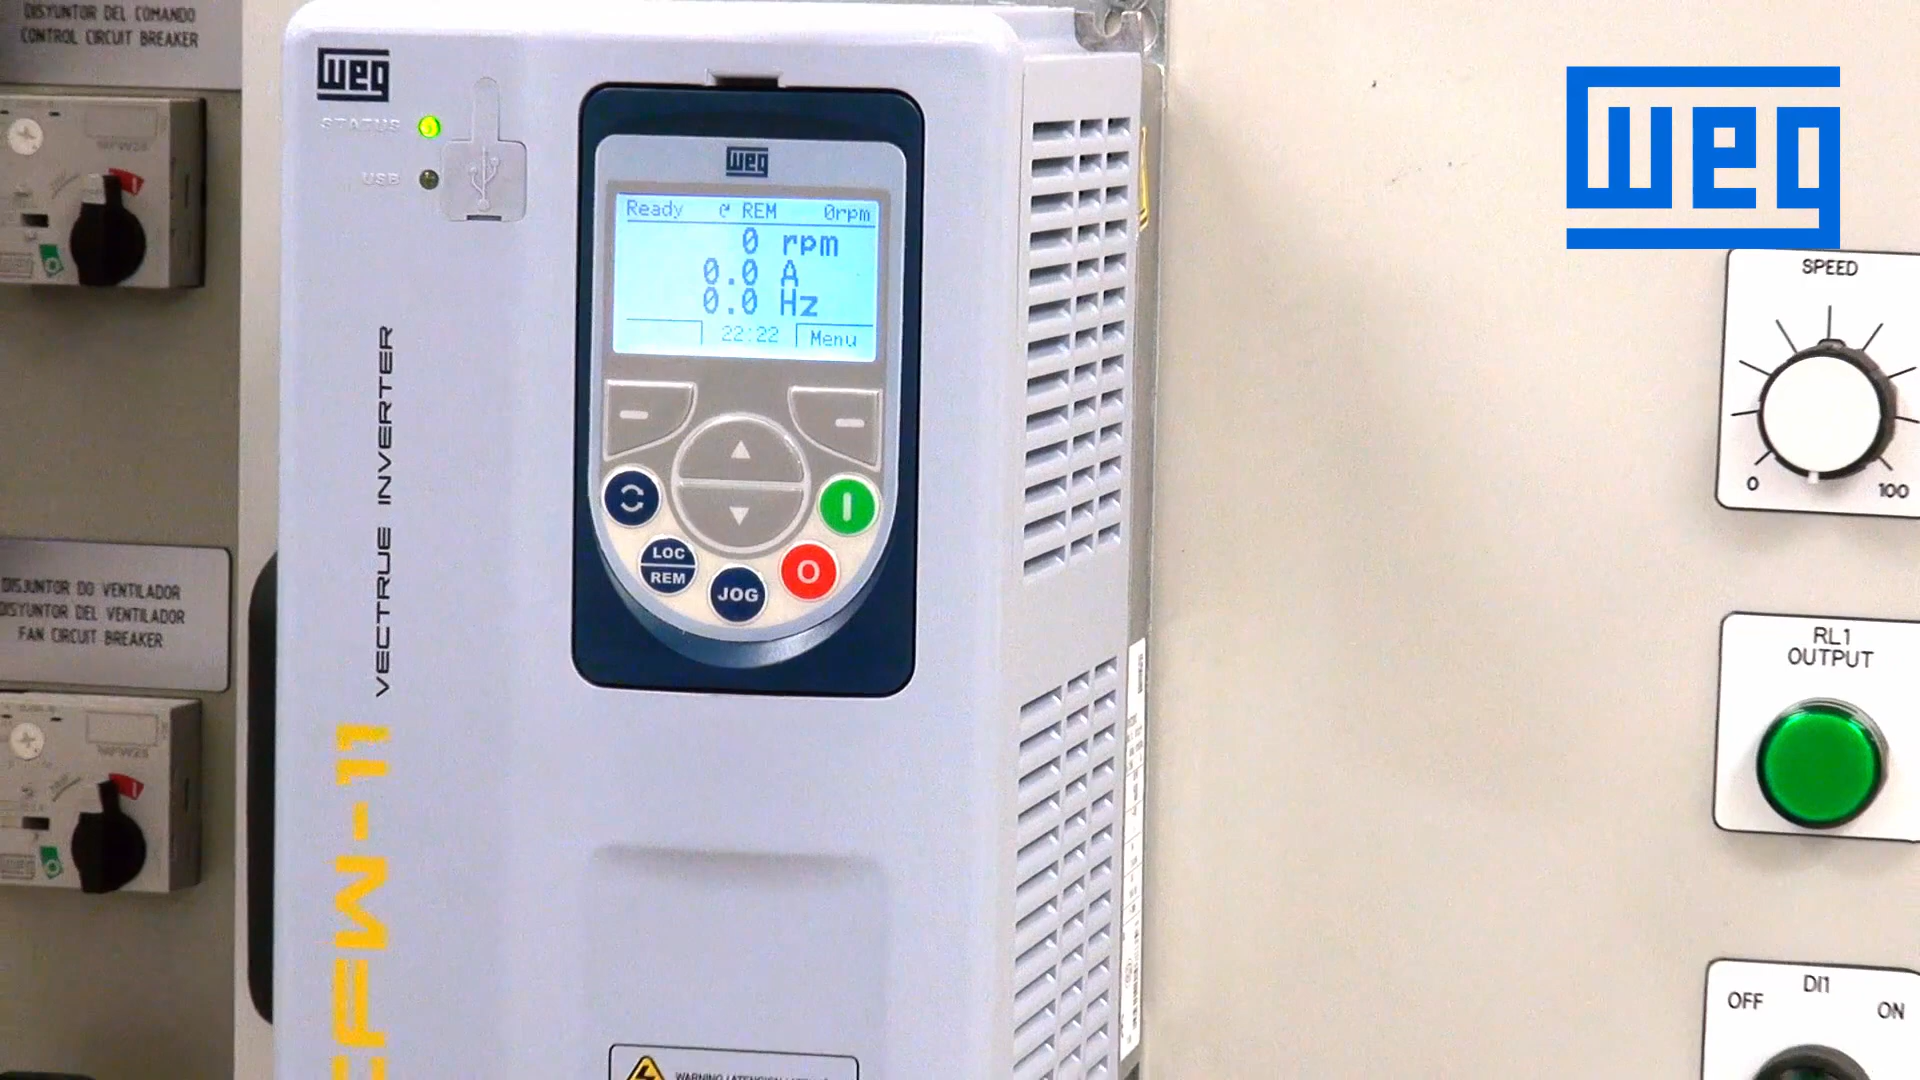 DISYUNTOR DEL COMANDO
CONTROL CIRCUIT BREAKER
DISJUNTOR DO VENTILADOR
DISYUNTOR DEL VENTILADOR
FAN CIRCUIT BREAKER
WEG
STATUS
USB
VECTRUE INVERTER
CFW-11
WEG
Ready REM 0rpm
0 rpm
0.0 A
0.0 Hz
22:22 Menu
LOC
REM
JOG
WARNING
WEG
SPEED
0 100
RL1
OUTPUT
DI1
OFF ON